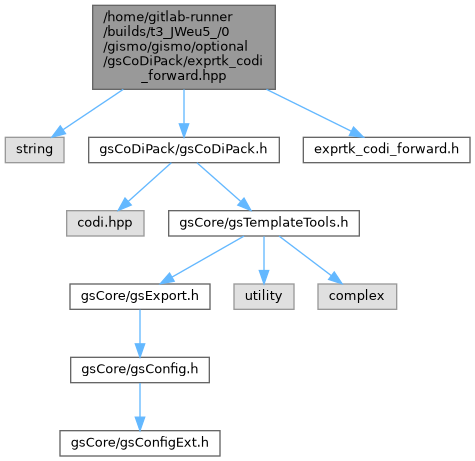 /home/gitlab-runner
/builds/t3_JWeu5_/0
/gismo/gismo/optional
/gsCoDiPack/exprtk_codi
_forward.hpp
string
gsCoDiPack/gsCoDiPack.h
exprtk_codi_forward.h
codi.hpp
gsCore/gsTemplateTools.h
gsCore/gsExport.h
utility
complex
gsCore/gsConfig.h
gsCore/gsConfigExt.h